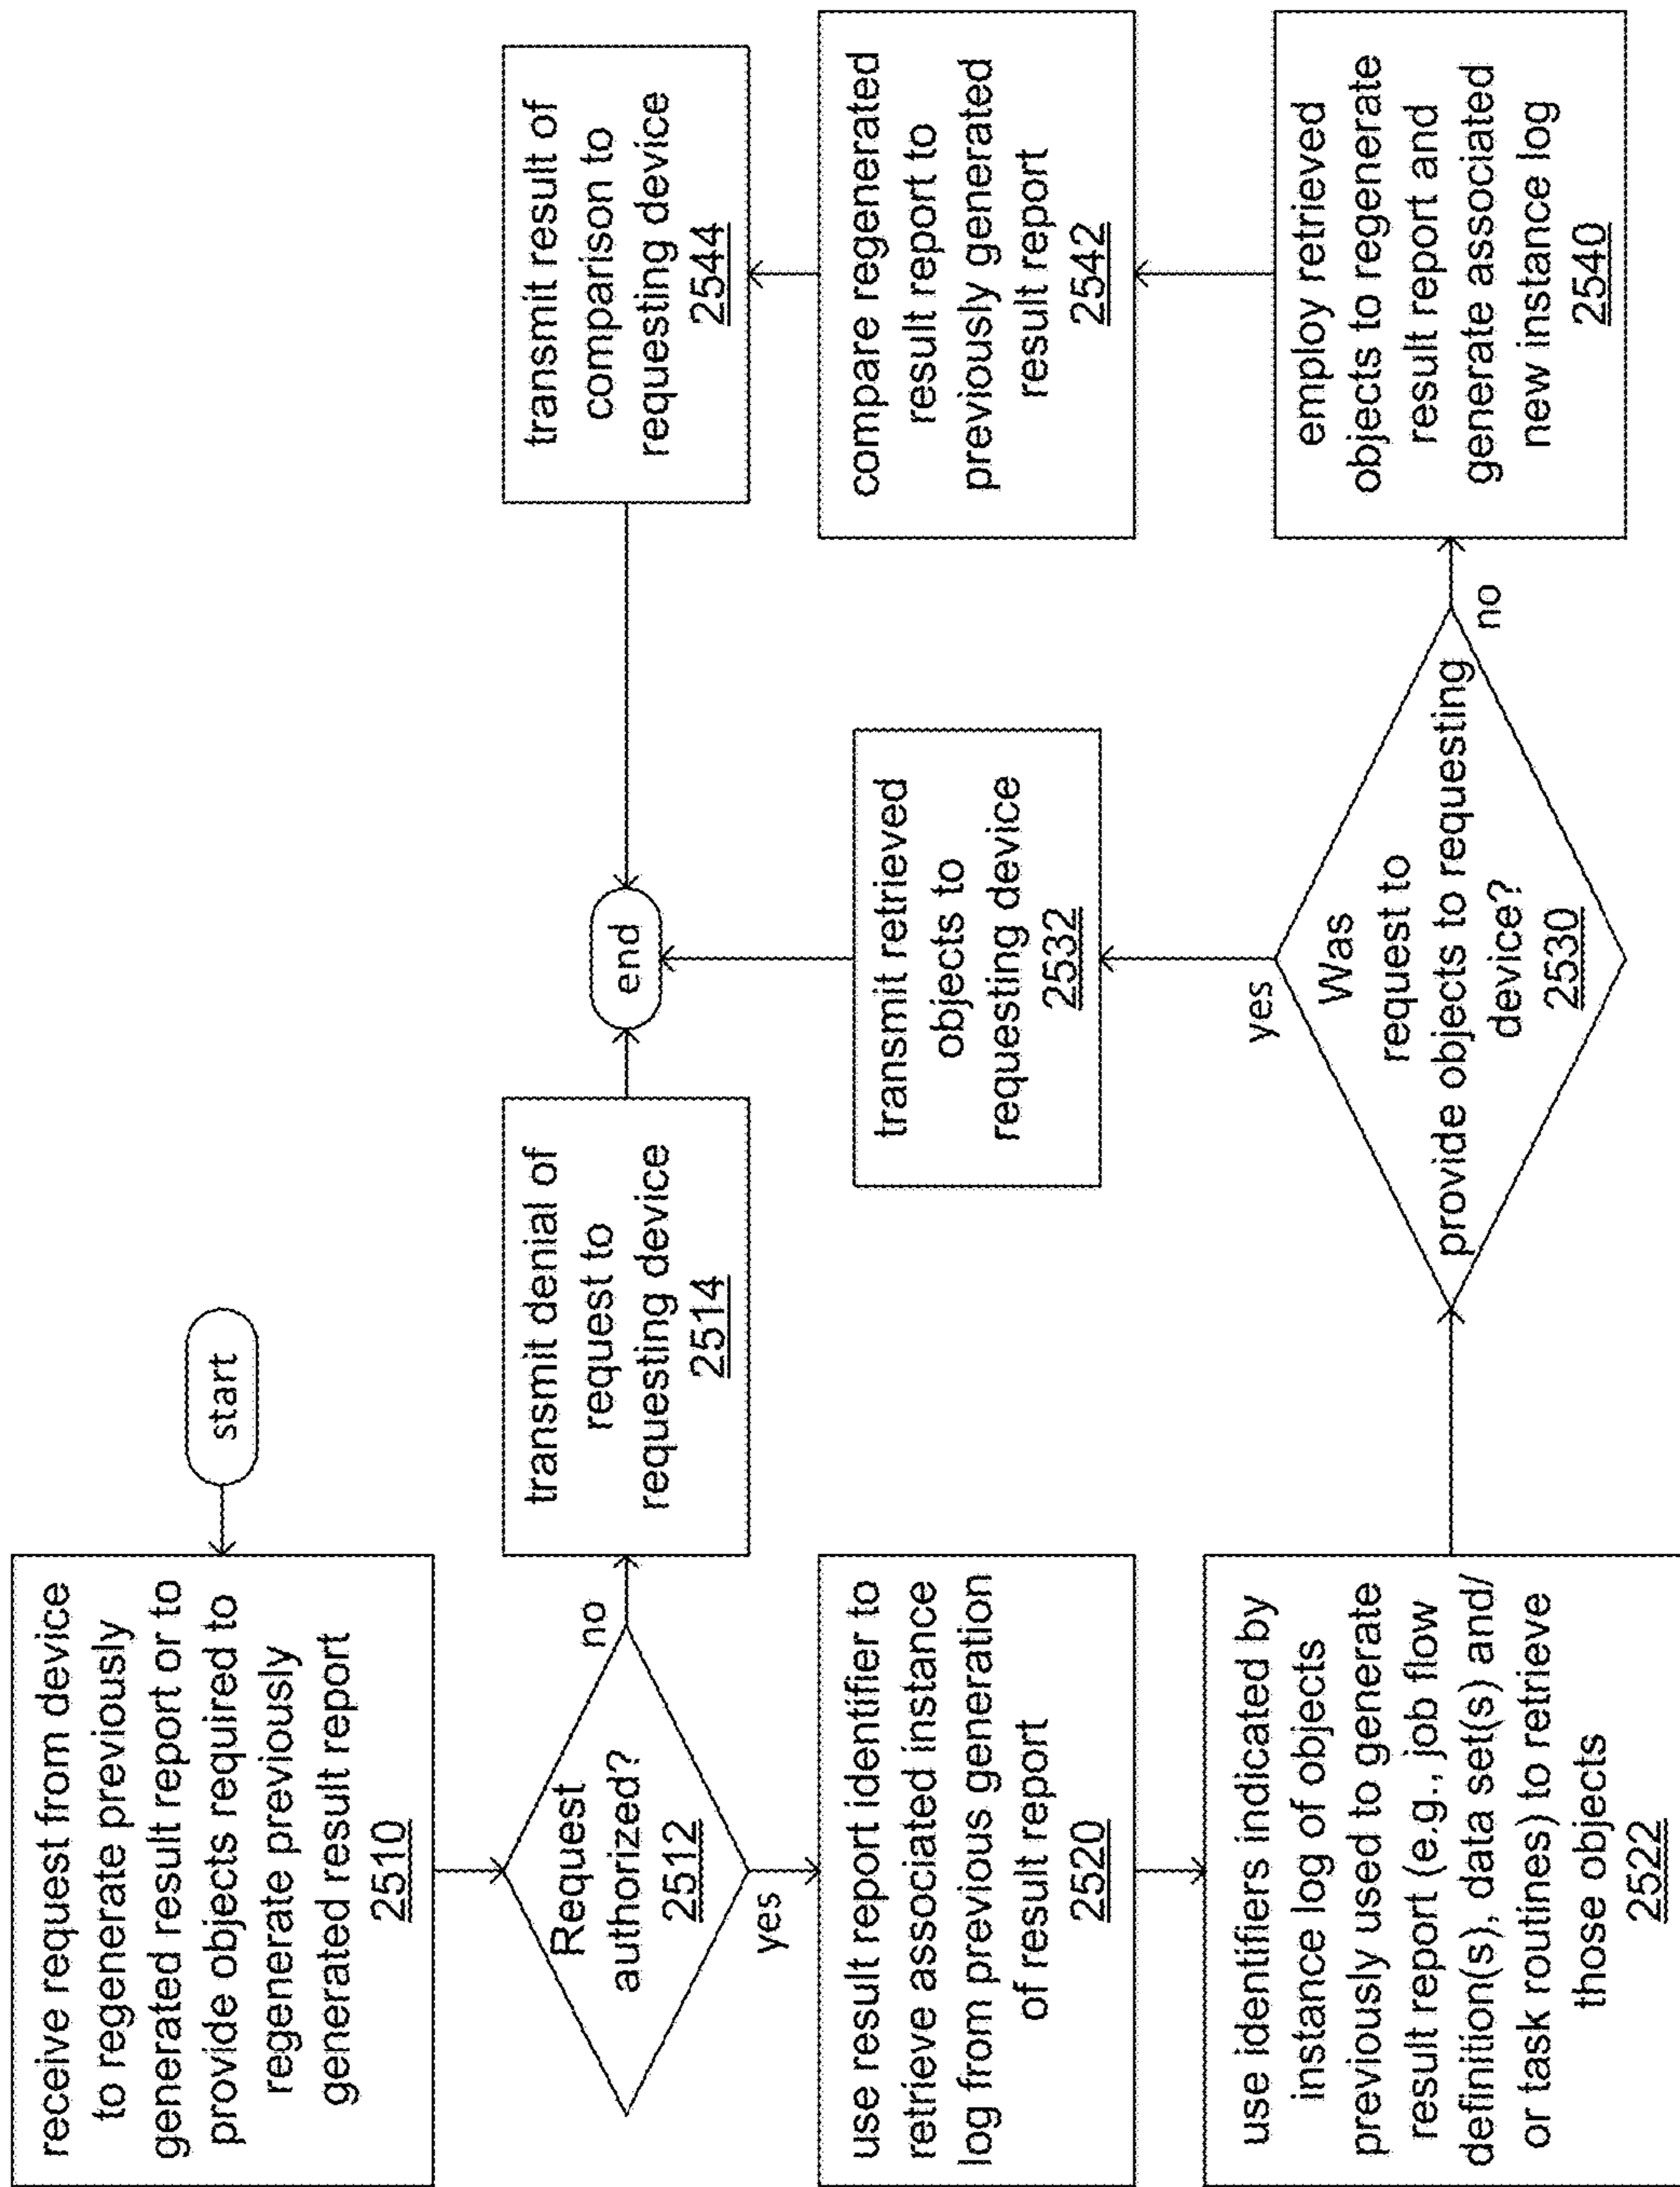 start
receive request from device
to regenerate previously
generated result report or to
provide objects required to
regenerate previously
generated result report
2510
Request
authorized?
2512
no
yes
transmit denial of
request to
requesting device
2514
end
use result report identifier to
retrieve associated instance
log from previous generation
of result report
2520
use identifiers indicated by
instance log of objects
previously used to generate
result report (e.g., job flow
definition(s), data set(s) and/
or task routines) to retrieve
those objects
2522
Was
request to
provide objects to requesting
device?
2530
yes
no
transmit retrieved
objects to
requesting device
2532
employ retrieved
objects to regenerate
result report and
generate associated
new instance log
2540
compare regenerated
result report to
previously generated
result report
2542
transmit result of
comparison to
requesting device
2544